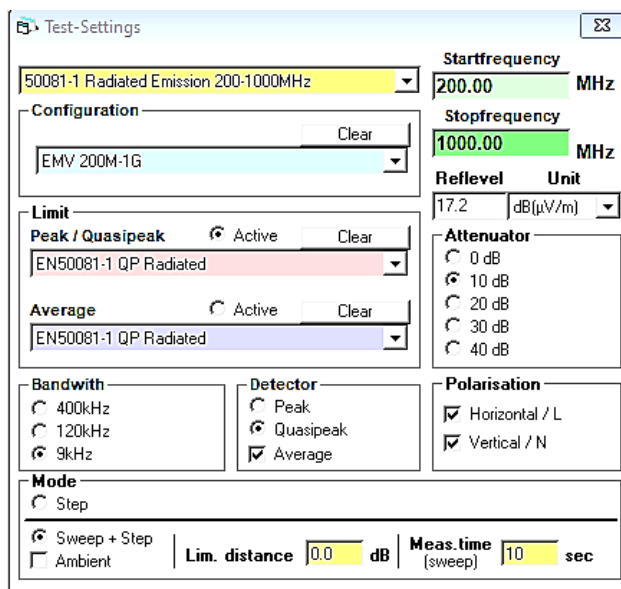 Test-Settings
50081-1 Radiated Emission 200-1000MHz
Startfrequency
200.00 MHz
Stopfrequency
1000.00 MHz
Configuration
Clear
EMV 200M-1G
Reflevel Unit
17.2 dB(µV/m)
Limit
Peak / Quasipeak Active Clear
EN50081-1 QP Radiated
Average Active Clear
EN50081-1 QP Radiated
Attenuator
0 dB
10 dB
20 dB
30 dB
40 dB
Bandwith
400kHz
120kHz
9kHz
Detector
Peak
Quasipeak
Average
Polarisation
Horizontal / L
Vertical / N
Mode
Step
Sweep + Step
Ambient
Lim. distance 0.0 dB
Meas.time 10 sec
(sweep)